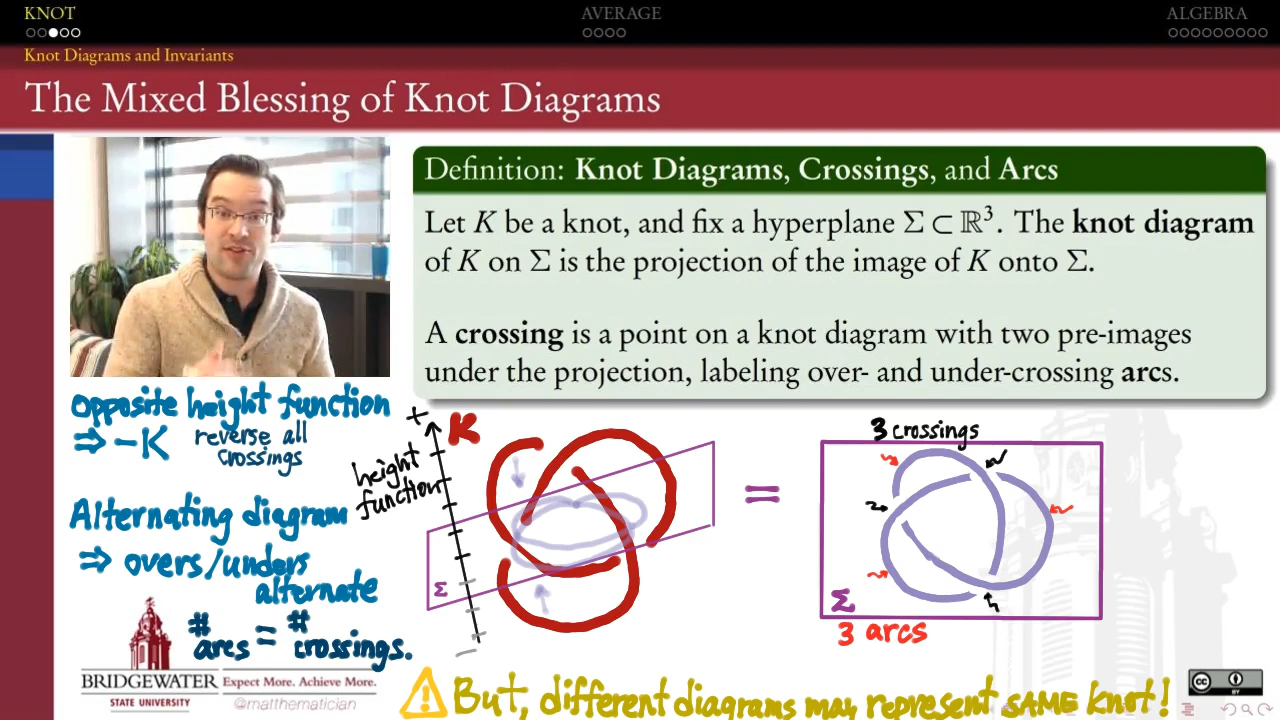 KNOT
AVERAGE
ALGEBRA
Knot Diagrams and Invariants
The Mixed Blessing of Knot Diagrams
Definition: Knot Diagrams, Crossings, and Arcs
Let K be a knot, and fix a hyperplane Σ ⊂ ℝ³. The knot diagram
of K on Σ is the projection of the image of K onto Σ.
A crossing is a point on a knot diagram with two pre-images
under the projection, labeling over- and under-crossing arcs.
Opposite height function
⇒ -K reverse all
crossings
Alternating diagram
⇒ overs/unders
alternate
# arcs = # crossings.
+
K
height
function
Σ
−
=
3 crossings
Σ
3 arcs
BRIDGEWATER
STATE UNIVERSITY
Expect More. Achieve More.
@matthematician
cc
⚠ But, different diagrams may represent SAME knot!